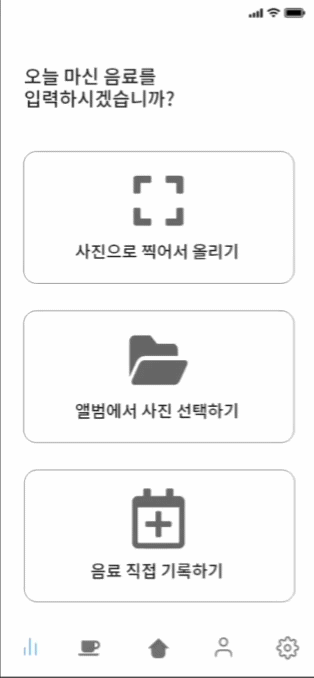 오늘 마신 음료를
입력하시겠습니까?
사진으로 찍어서 올리기
앨범에서 사진 선택하기
음료 직접 기록하기